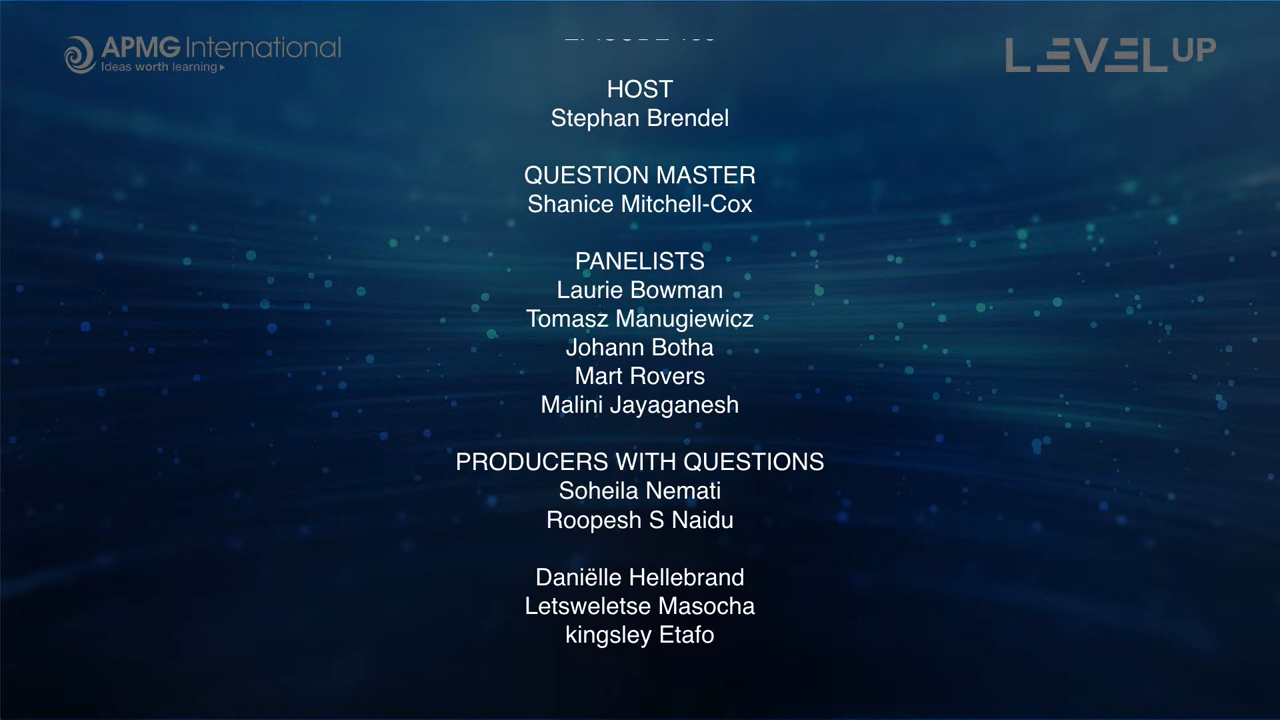 APMG International
Ideas worth learning
LEVEL UP
HOST
Stephan Brendel
QUESTION MASTER
Shanice Mitchell-Cox
PANELISTS
Laurie Bowman
Tomasz Manugiewicz
Johann Botha
Mart Rovers
Malini Jayaganesh
PRODUCERS WITH QUESTIONS
Soheila Nemati
Roopesh S Naidu
Daniëlle Hellebrand
Letsweletse Masocha
kingsley Etafo